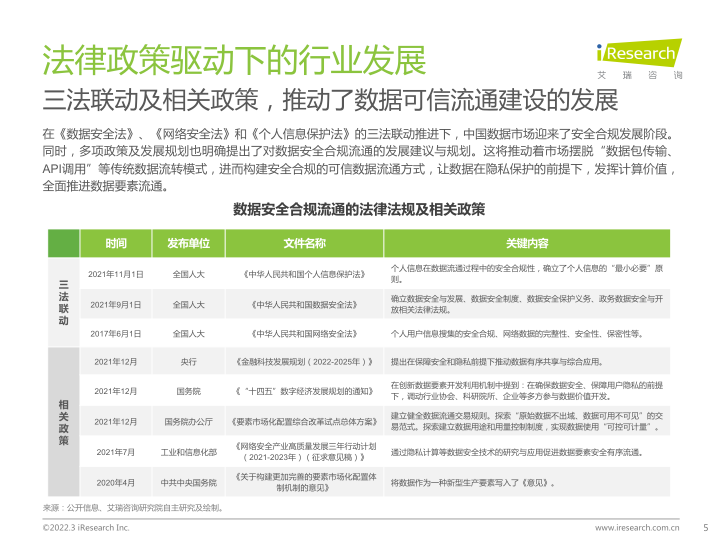 法律政策驱动下的行业发展
iResearch
艾 瑞 咨 询
三法联动及相关政策，推动了数据可信流通建设的发展
在《数据安全法》、《网络安全法》和《个人信息保护法》的三法联动推进下，中国数据市场迎来了安全合规发展阶段。
同时，多项政策及发展规划也明确提出了对数据安全合规流通的发展建议与规划。这将推动着市场摆脱“数据包传输、
API调用”等传统数据流转模式，进而构建安全合规的可信数据流通方式，让数据在隐私保护的前提下，发挥计算价值，
全面推进数据要素流通。
数据安全合规流通的法律法规及相关政策
时间 发布单位 文件名称 关键内容
三法联动
2021年11月1日 全国人大 《中华人民共和国个人信息保护法》 个人信息在数据流通过程中的安全合规性，确立了个人信息的“最小必要”原
则。
2021年9月1日 全国人大 《中华人民共和国数据安全法》 确立数据安全与发展、数据安全制度、数据安全保护义务、政务数据安全与开
放相关法律法规。
2017年6月1日 全国人大 《中华人民共和国网络安全法》 个人用户信息搜集的安全合规、网络数据的完整性、安全性、保密性等。
相关政策
2021年12月 央行 《金融科技发展规划（2022-2025年）》 提出在保障安全和隐私前提下推动数据有序共享与综合应用。
2021年12月 国务院 《“十四五”数字经济发展规划的通知》 在创新数据要素开发利用机制中提到：在确保数据安全、保障用户隐私的前提
下，调动行业协会、科研院所、企业等多方参与数据价值开发。
2021年12月 国务院办公厅 《要素市场化配置综合改革试点总体方案》 建立健全数据流通交易规则。探索“原始数据不出域、数据可用不可见”的交
易范式。探索建立数据用途和用量控制制度，实现数据使用“可控可计量”。
2021年7月 工业和信息化部 《网络安全产业高质量发展三年行动计划
（2021-2023年）（征求意见稿）》 通过隐私计算等数据安全技术的研究与应用促进数据要素安全有序流通。
2020年4月 中共中央国务院 《关于构建更加完善的要素市场化配置体
制机制的意见》 将数据作为一种新型生产要素写入了《意见》。
来源：公开信息、艾瑞咨询研究院自主研究及绘制。
©2022.3 iResearch Inc. www.iresearch.com.cn 5